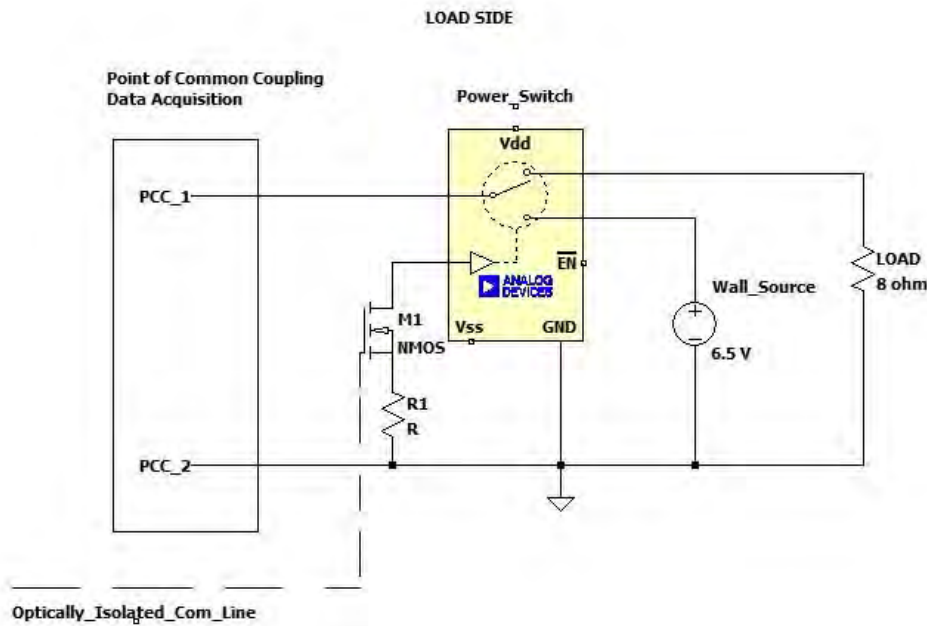 LOAD SIDE
Point of Common Coupling
Data Acquisition
Power_Switch
Vdd
PCC_1
EN
ANALOG
DEVICES
LOAD
8 ohm
Wall_Source
M1
NMOS
Vss
GND
6.5 V
R1
R
PCC_2
Optically_Isolated_Com_Line